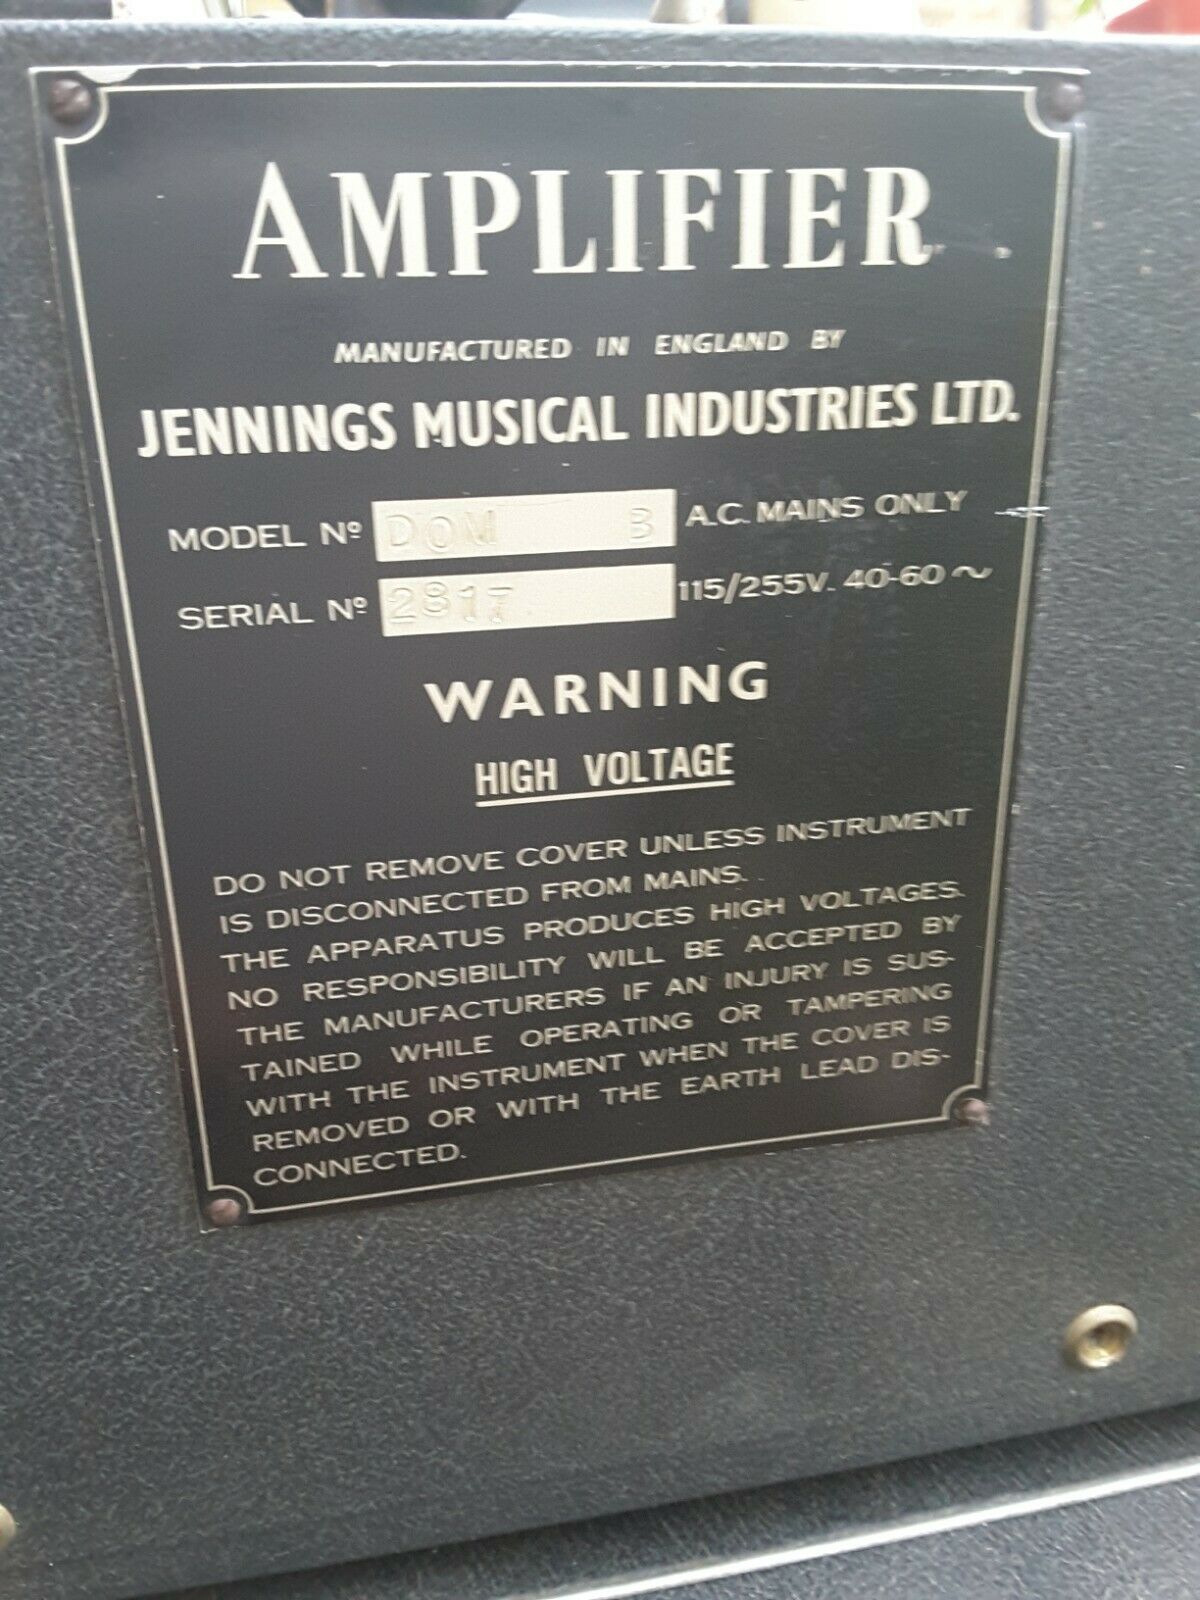 AMPLIFIER
MANUFACTURED IN ENGLAND BY
JENNINGS MUSICAL INDUSTRIES LTD.
MODEL Nº DOM B A.C. MAINS ONLY
SERIAL Nº 2817 115/255V. 40-60 ~
WARNING
HIGH VOLTAGE
DO NOT REMOVE COVER UNLESS INSTRUMENT
IS DISCONNECTED FROM MAINS.
THE APPARATUS PRODUCES HIGH VOLTAGES.
NO RESPONSIBILITY WILL BE ACCEPTED BY
THE MANUFACTURERS IF AN INJURY IS SUS-
TAINED WHILE OPERATING OR TAMPERING
WITH THE INSTRUMENT WHEN THE COVER IS
REMOVED OR WITH THE EARTH LEAD DIS-
CONNECTED.